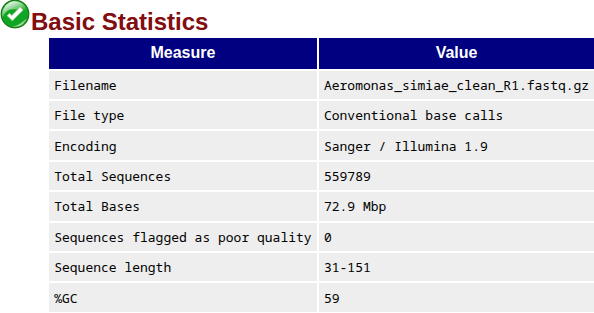 Basic Statistics
Measure Value
Filename Aeromonas_simiae_clean_R1.fastq.gz
File type Conventional base calls
Encoding Sanger / Illumina 1.9
Total Sequences 559789
Total Bases 72.9 Mbp
Sequences flagged as poor quality 0
Sequence length 31-151
%GC 59